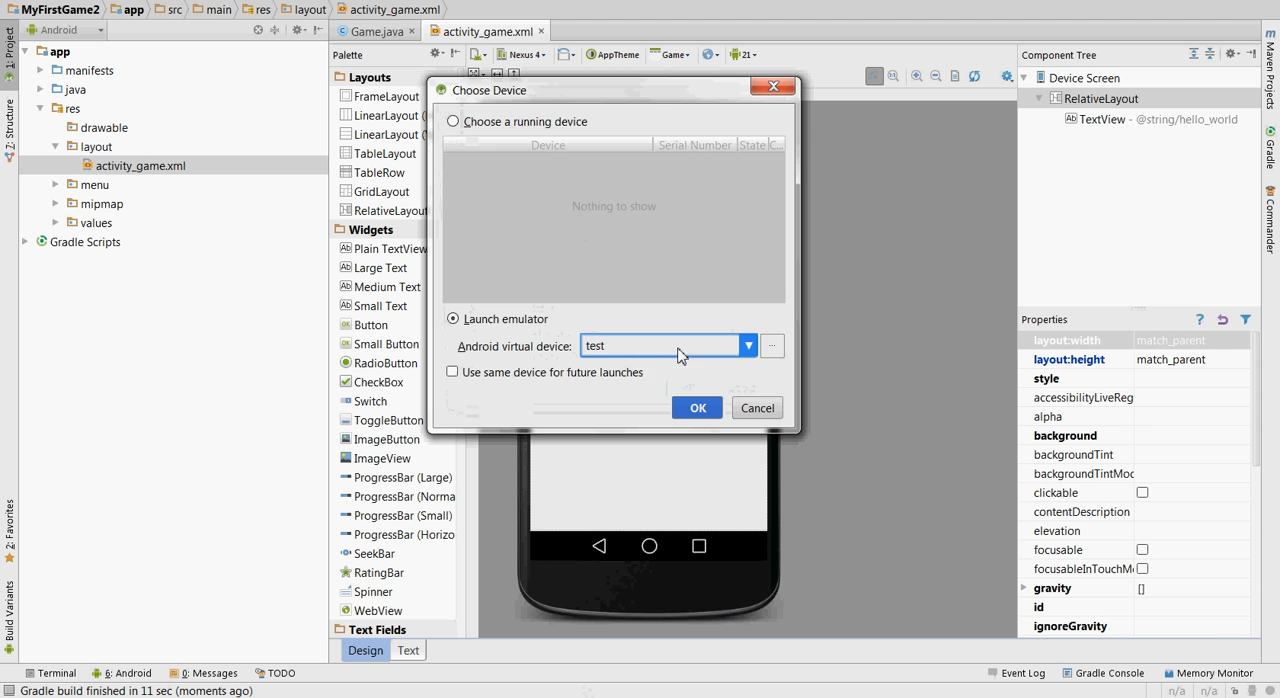 MyFirstGame2 app src main res layout activity_game.xml
Android
Game.java × activity_game.xml ×
1: Project
Z: Structure
2: Favorites
Build Variants
app
manifests
java
res
drawable
layout
activity_game.xml
menu
mipmap
values
Gradle Scripts
Palette
Layouts
FrameLayout
LinearLayout (
LinearLayout (
TableLayout
TableRow
GridLayout
RelativeLayout
Widgets
Plain TextView
Large Text
Medium Text
Small Text
Button
Small Button
RadioButton
CheckBox
Switch
ToggleButton
ImageButton
ImageView
ProgressBar (Large)
ProgressBar (Norma
ProgressBar (Small)
ProgressBar (Horizo
SeekBar
RatingBar
Spinner
WebView
Text Fields
Nexus 4 AppTheme Game 21
Choose Device
Choose a running device
Device Serial Number State C...
Nothing to show
Launch emulator
Android virtual device: test ...
Use same device for future launches
OK Cancel
Design Text
Component Tree
Device Screen
RelativeLayout
TextView - @string/hello_world
Properties
layout:width match_parent
layout:height match_parent
style
accessibilityLiveReg
alpha
background
backgroundTint
backgroundTintMod
clickable
contentDescription
elevation
focusable
focusableInTouchMo
gravity []
id
ignoreGravity
Maven Projects
Gradle
Commander
Terminal 6: Android 0: Messages TODO Event Log Gradle Console Memory Monitor
Gradle build finished in 11 sec (moments ago) n/a n/a